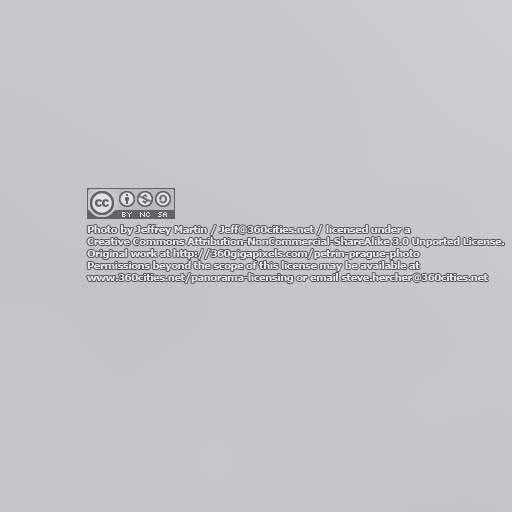 cc
BY NC SA
Photo by Jeffrey Martin / Jeff@360cities.net / licensed under a
Creative Commons Attribution-NonCommercial-ShareAlike 3.0 Unported License.
Original work at http://360gigapixels.com/petrin-prague-photo
Permissions beyond the scope of this license may be available at
www.360cities.net/panorama-licensing or email steve.hercher@360cities.net